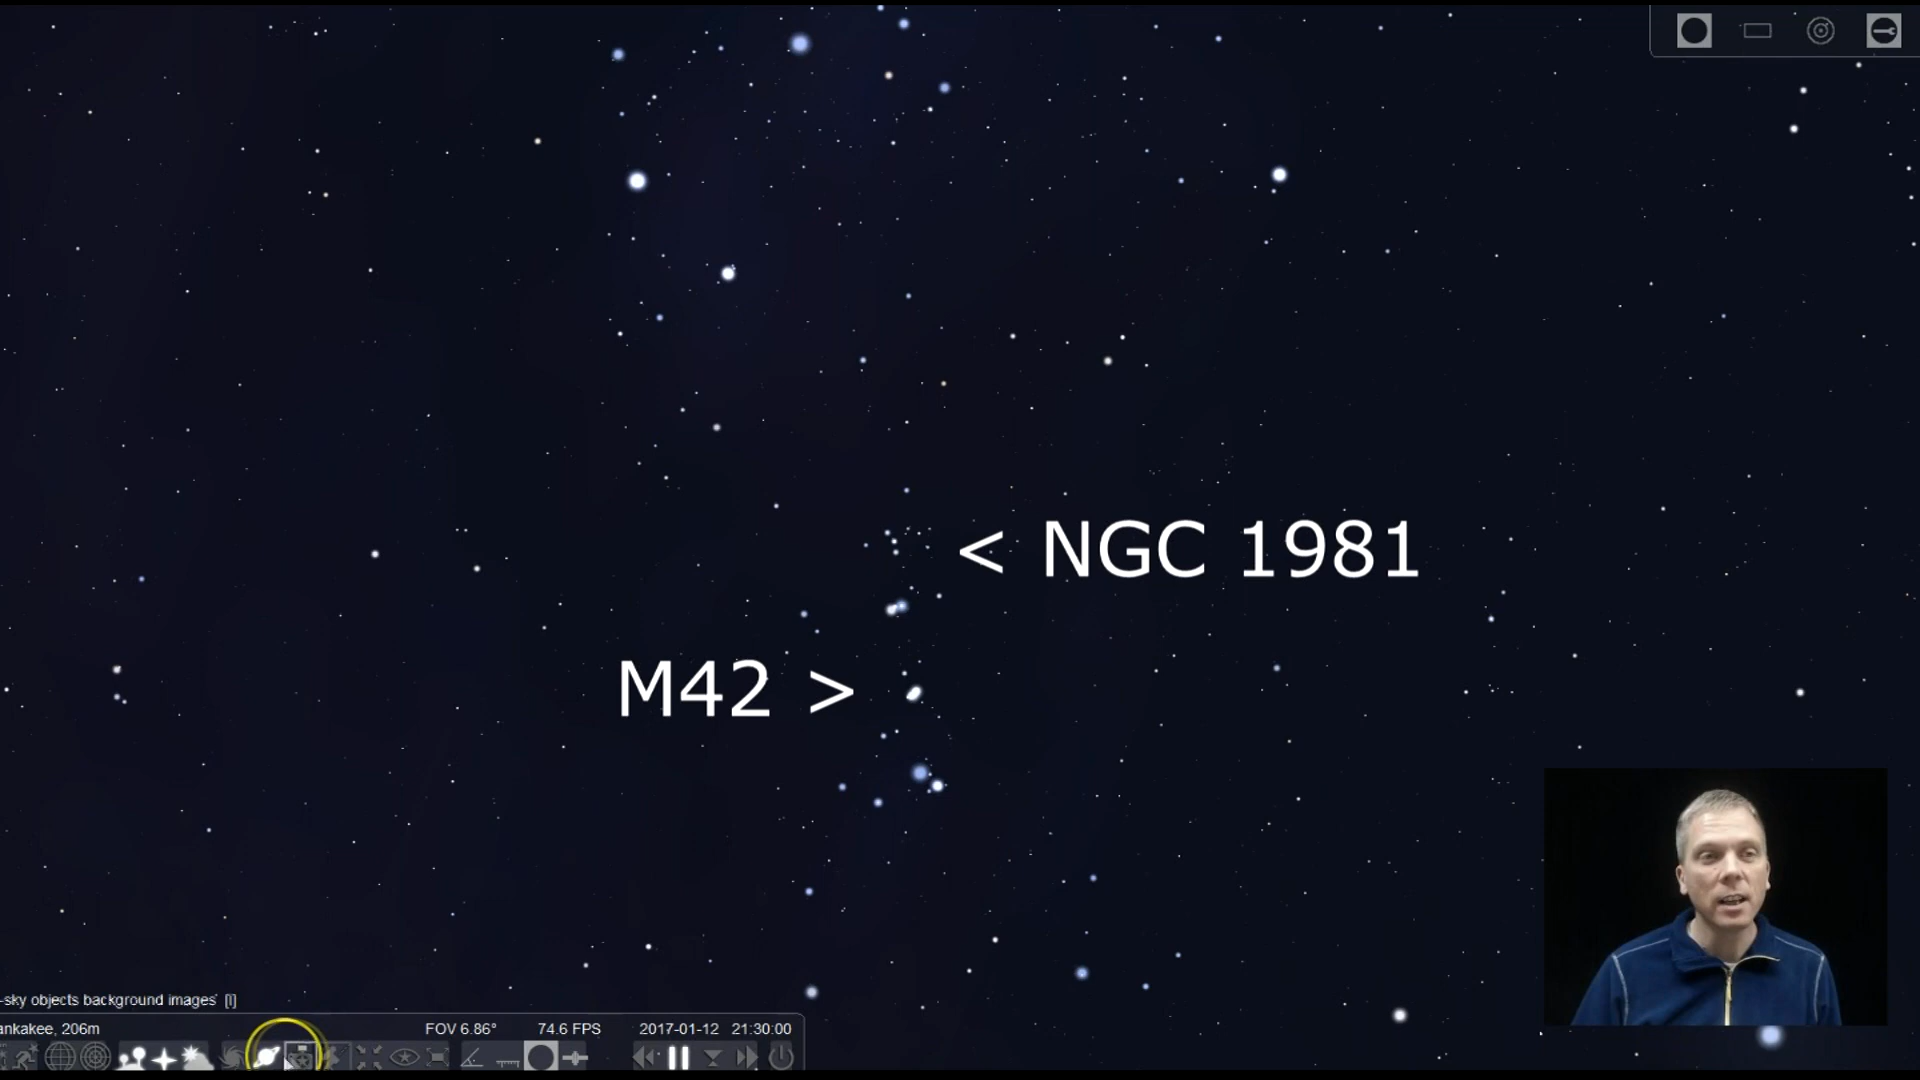 < NGC 1981
M42 >
-sky objects background images [I]
ankakee, 206m
FOV 6.86°
74.6 FPS
2017-01-12 21:30:00